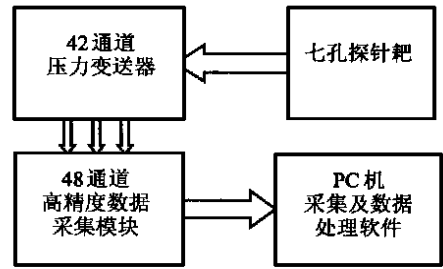 42通道
压力变送器
七孔探针耙
48通道
高精度数据
采集模块
PC机
采集及数据
处理软件